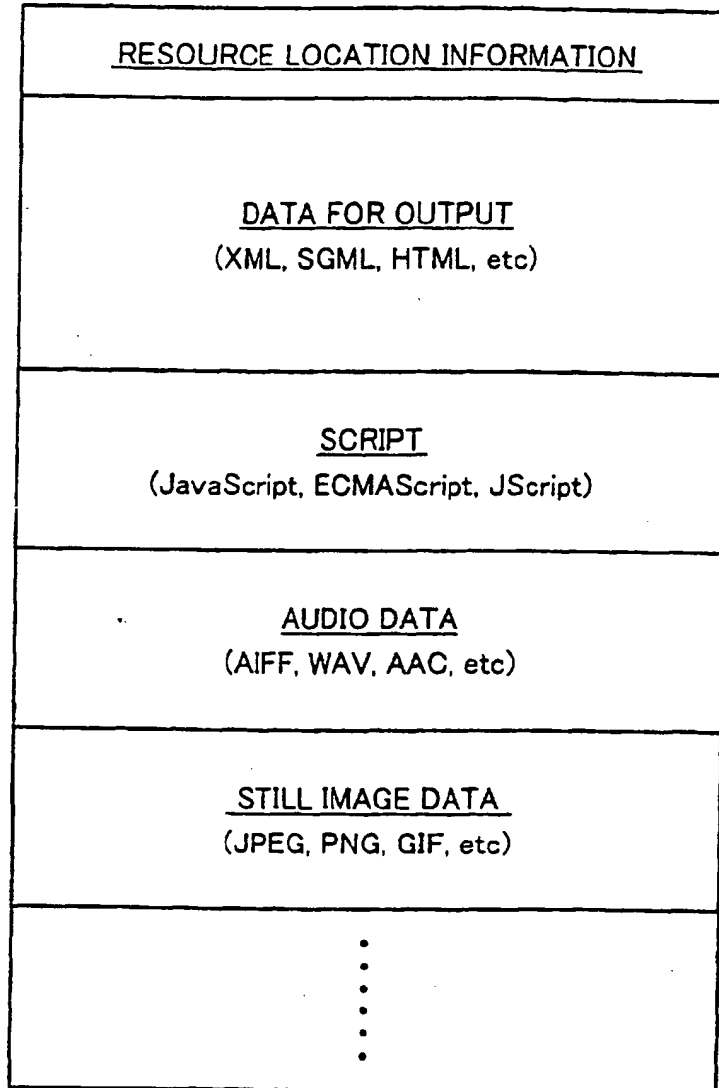 RESOURCE LOCATION INFORMATION
DATA FOR OUTPUT
(XML, SGML, HTML, etc)
SCRIPT
(JavaScript, ECMAScript, JScript)
AUDIO DATA
(AIFF, WAV, AAC, etc)
STILL IMAGE DATA
(JPEG, PNG, GIF, etc)